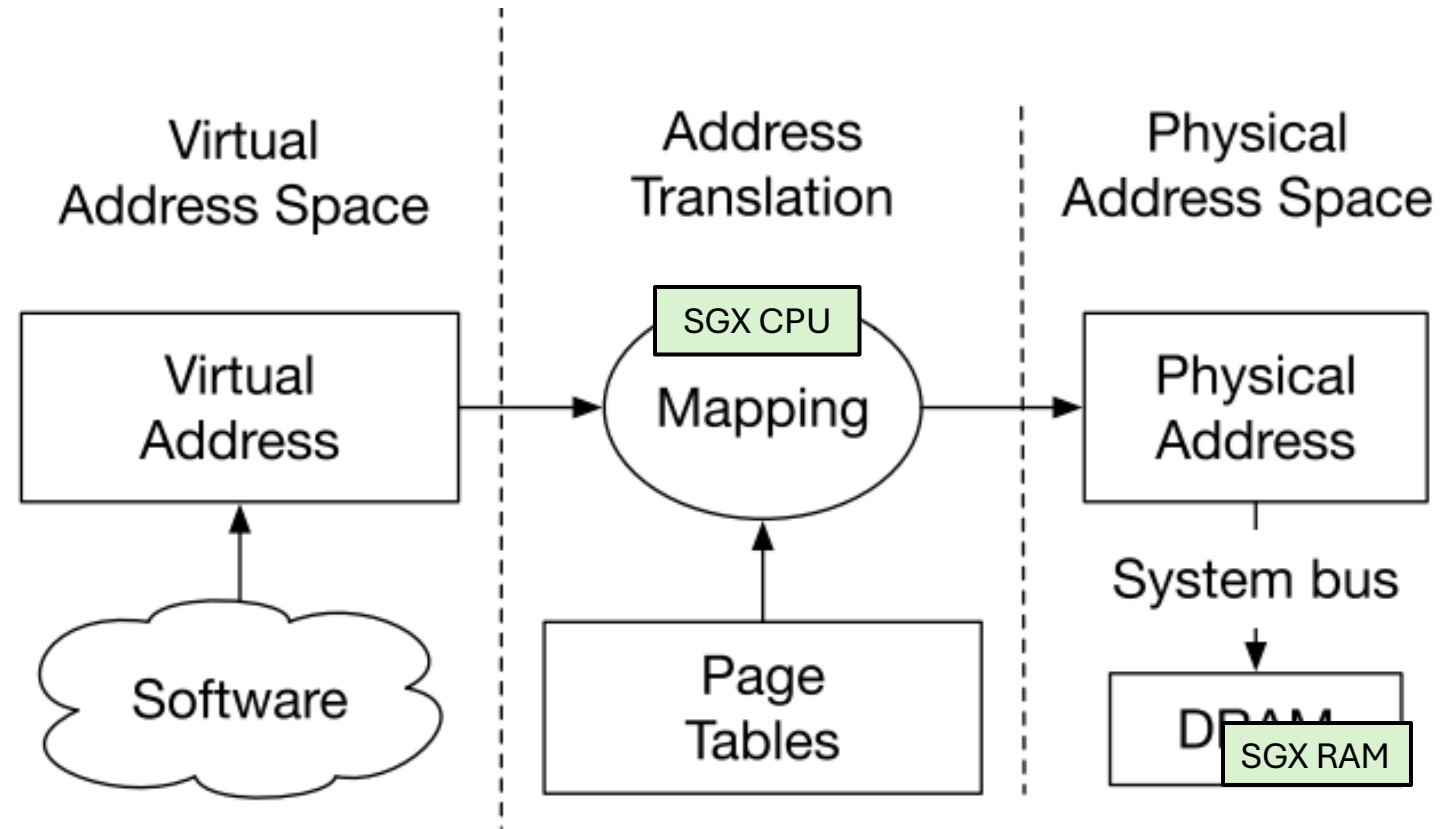 Virtual
Address Space
Address
Translation
Physical
Address Space
SGX CPU
Virtual
Address
Mapping
Physical
Address
System bus
Software
Page
Tables
DRAM
SGX RAM